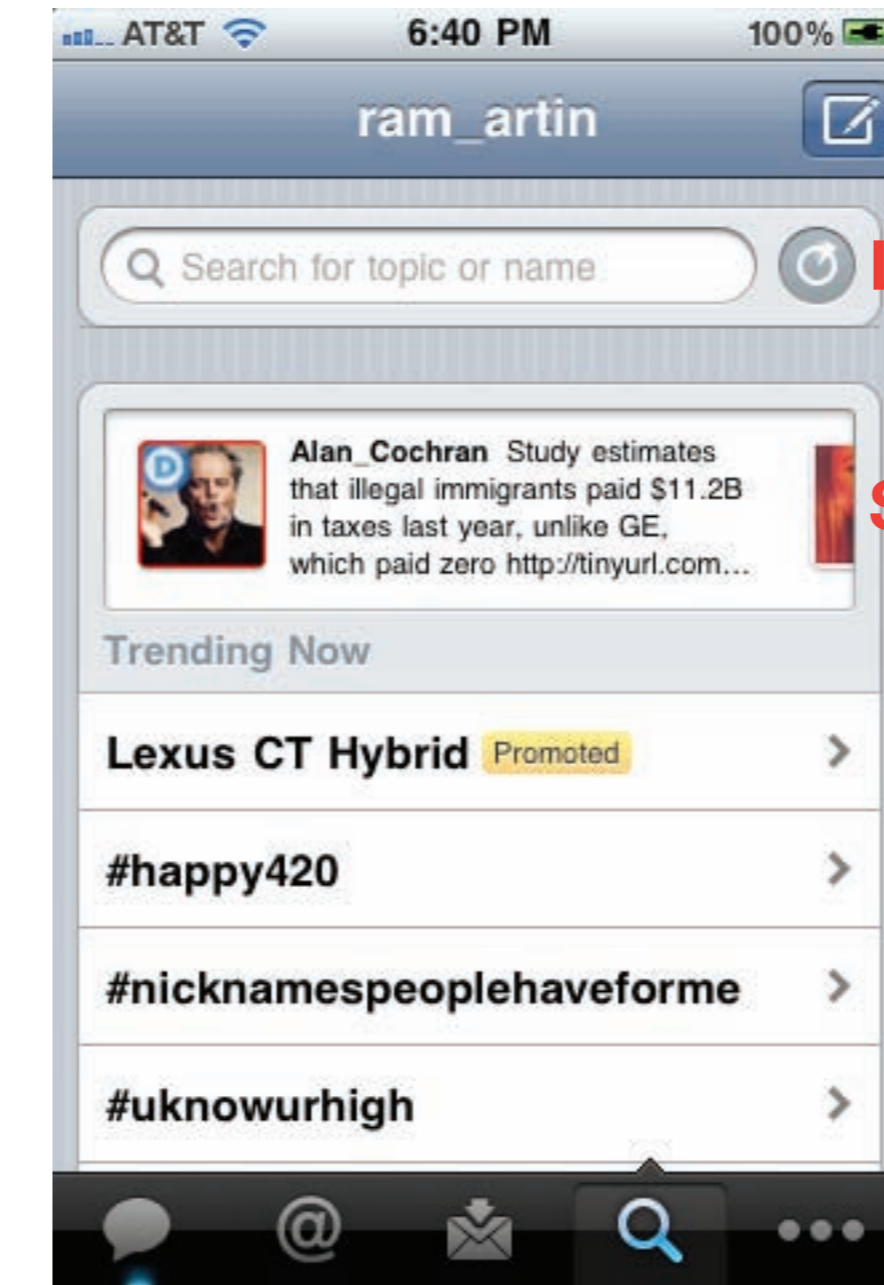 AT&T 6:40 PM 100%
ram_artin
Search for topic or name
Alan_Cochran Study estimates
that illegal immigrants paid $11.2B
in taxes last year, unlike GE,
which paid zero http://tinyurl.com...
Trending Now
Lexus CT Hybrid Promoted
#happy420
#nicknamespeoplehaveforme
#uknowurhigh